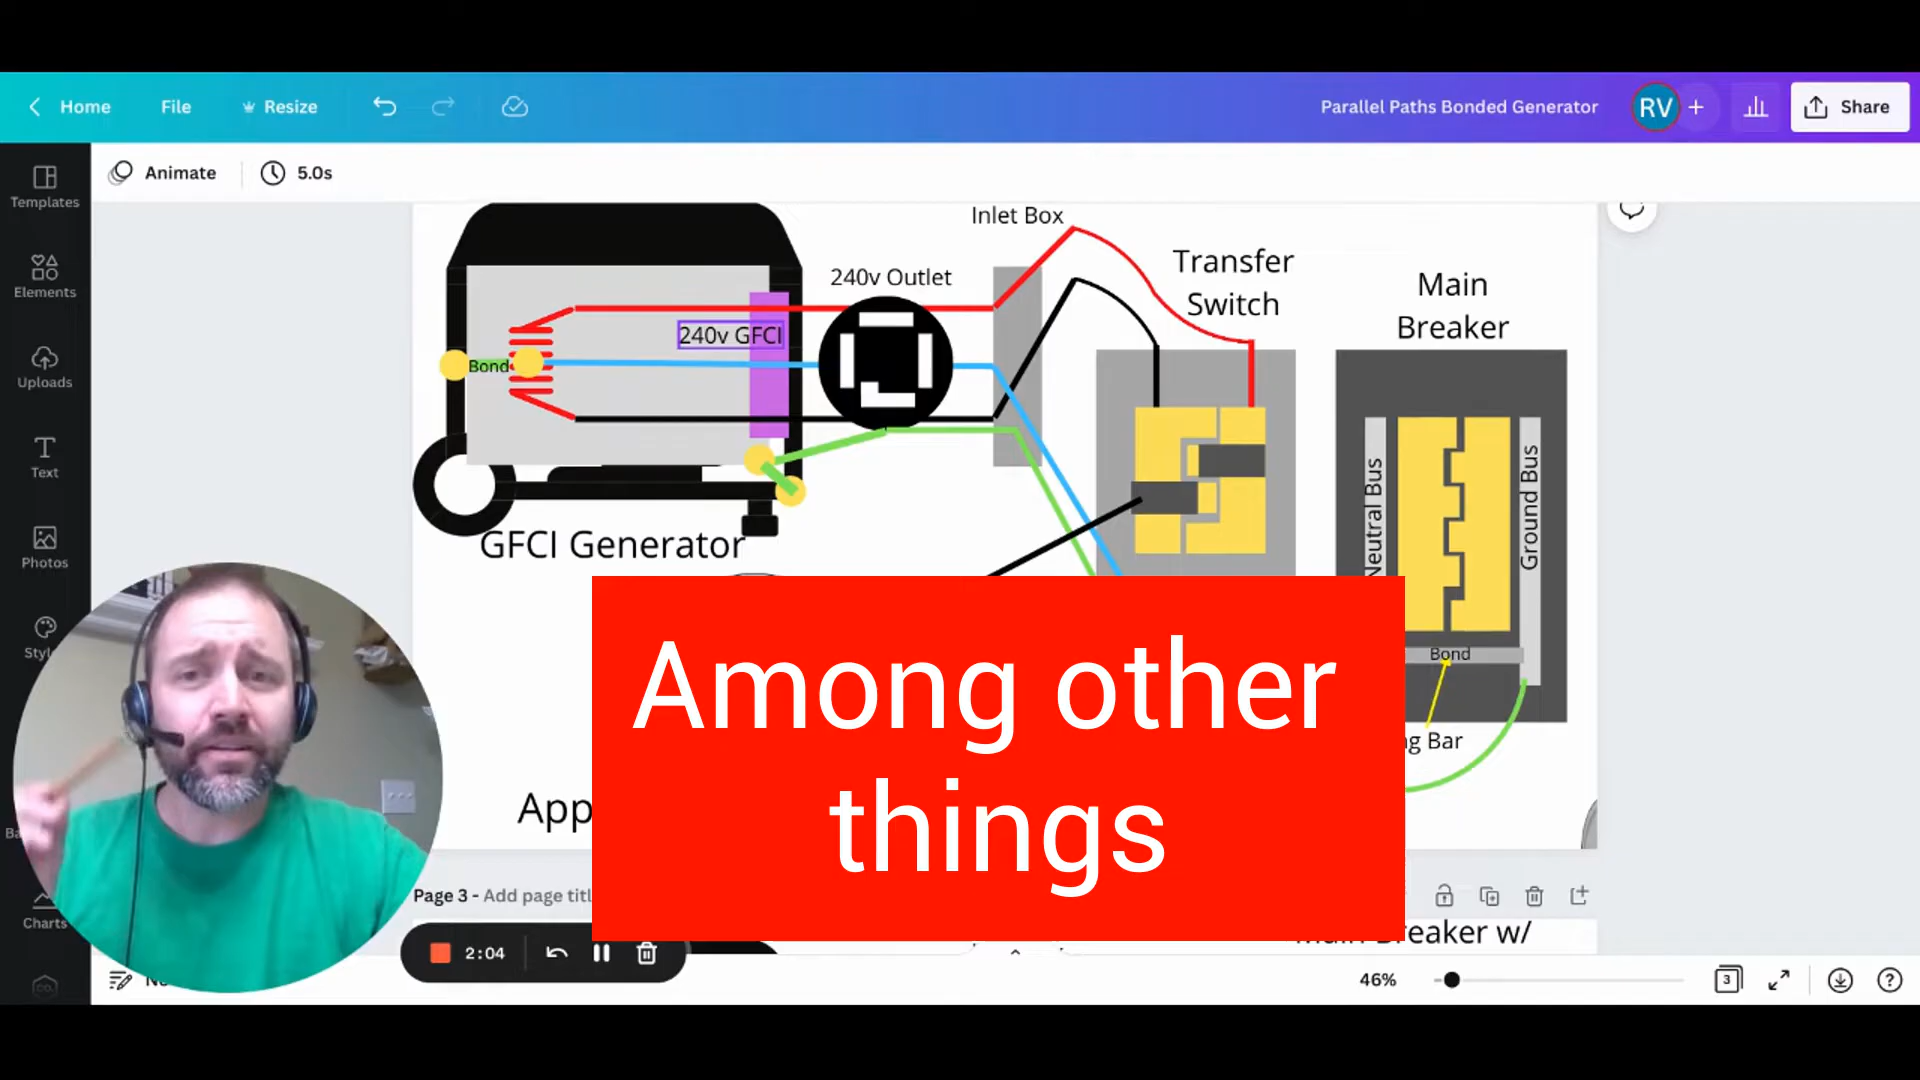 Home File Resize Parallel Paths Bonded Generator RV + Share
Animate 5.0s
Templates
Elements
Uploads
Text
Photos
Charts
Inlet Box
240v Outlet
Transfer
Switch
Main
Breaker
240v GFCI
Bond
GFCI Generator
Neutral Bus
Ground Bus
Bond
g Bar
App
Among other
things
Page 3 - Add page titl
Breaker w/
2:04
46%
3
?